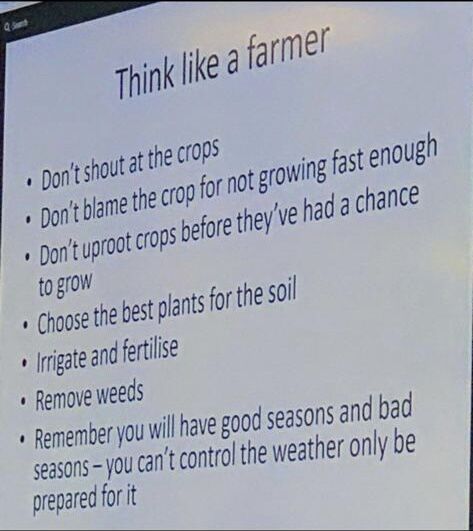 Search
Think like a farmer
• Don't shout at the crops
• Don't blame the crop for not growing fast enough
• Don't uproot crops before they've had a chance
to grow
• Choose the best plants for the soil
• Irrigate and fertilise
• Remove weeds
• Remember you will have good seasons and bad
seasons – you can't control the weather only be
prepared for it